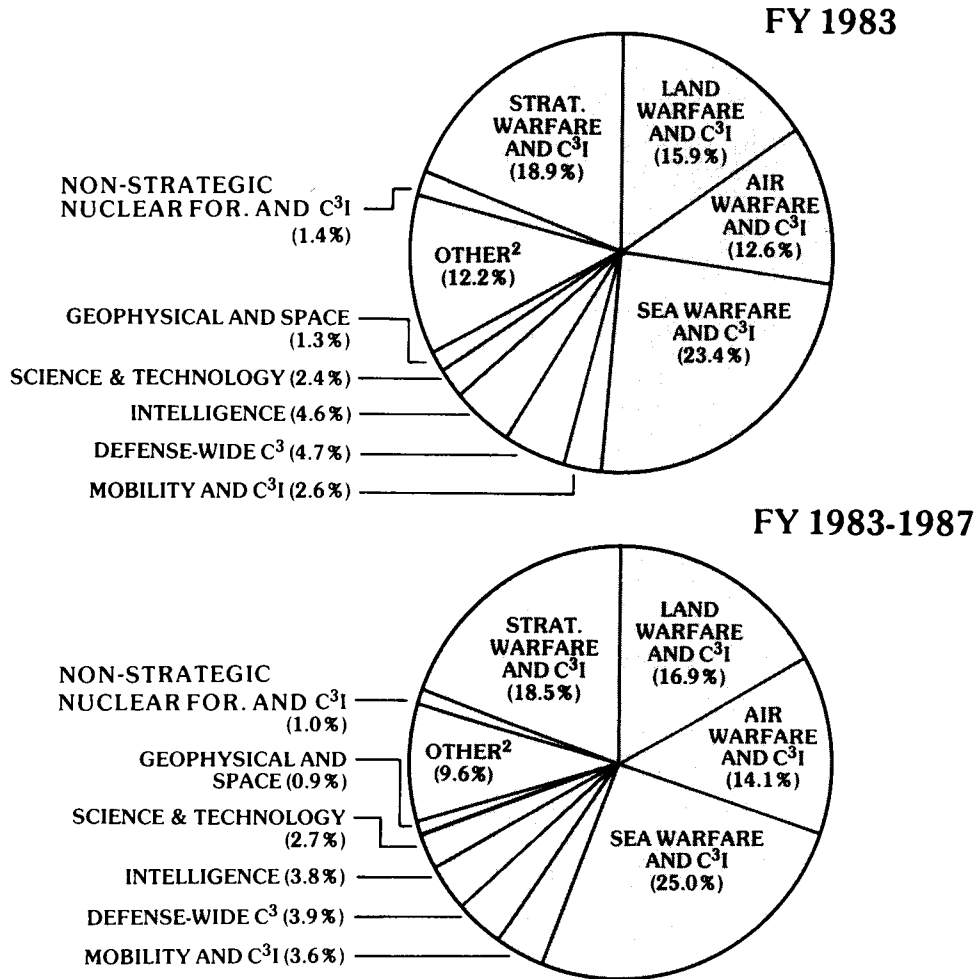 FY 1983
LAND
WARFARE
AND C³I
(15.9%)
AIR
WARFARE
AND C³I
(12.6%)
SEA WARFARE
AND C³I
(23.4%)
MOBILITY AND C³I (2.6%)
DEFENSE-WIDE C³ (4.7%)
INTELLIGENCE (4.6%)
SCIENCE & TECHNOLOGY (2.4%)
GEOPHYSICAL AND SPACE
(1.3%)
OTHER²
(12.2%)
NON-STRATEGIC
NUCLEAR FOR. AND C³I
(1.4%)
STRAT.
WARFARE
AND C³I
(18.9%)
FY 1983-1987
LAND
WARFARE
AND C³I
(16.9%)
AIR
WARFARE
AND C³I
(14.1%)
SEA WARFARE
AND C³I
(25.0%)
MOBILITY AND C³I (3.6%)
DEFENSE-WIDE C³ (3.9%)
INTELLIGENCE (3.8%)
SCIENCE & TECHNOLOGY
(2.7%)
GEOPHYSICAL AND
SPACE (0.9%)
OTHER²
(9.6%)
NON-STRATEGIC
NUCLEAR FOR. AND C³I
(1.0%)
STRAT.
WARFARE
AND C³I
(18.5%)